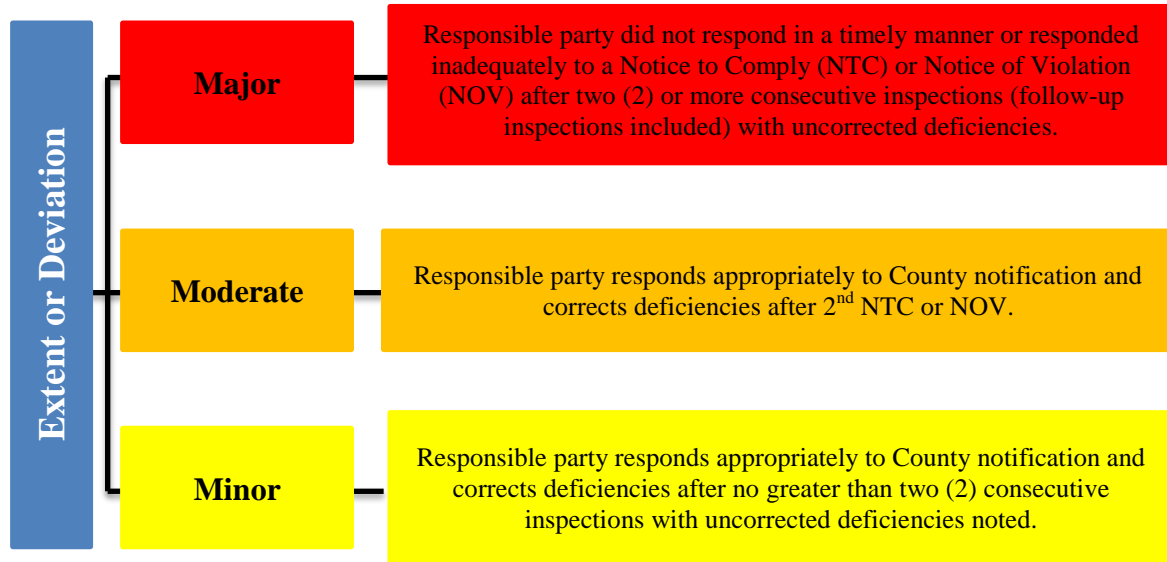 Extent or Deviation
Major
Responsible party did not respond in a timely manner or responded
inadequately to a Notice to Comply (NTC) or Notice of Violation
(NOV) after two (2) or more consecutive inspections (follow-up
inspections included) with uncorrected deficiencies.
Moderate
Responsible party responds appropriately to County notification and
corrects deficiencies after 2nd NTC or NOV.
Minor
Responsible party responds appropriately to County notification and
corrects deficiencies after no greater than two (2) consecutive
inspections with uncorrected deficiencies noted.